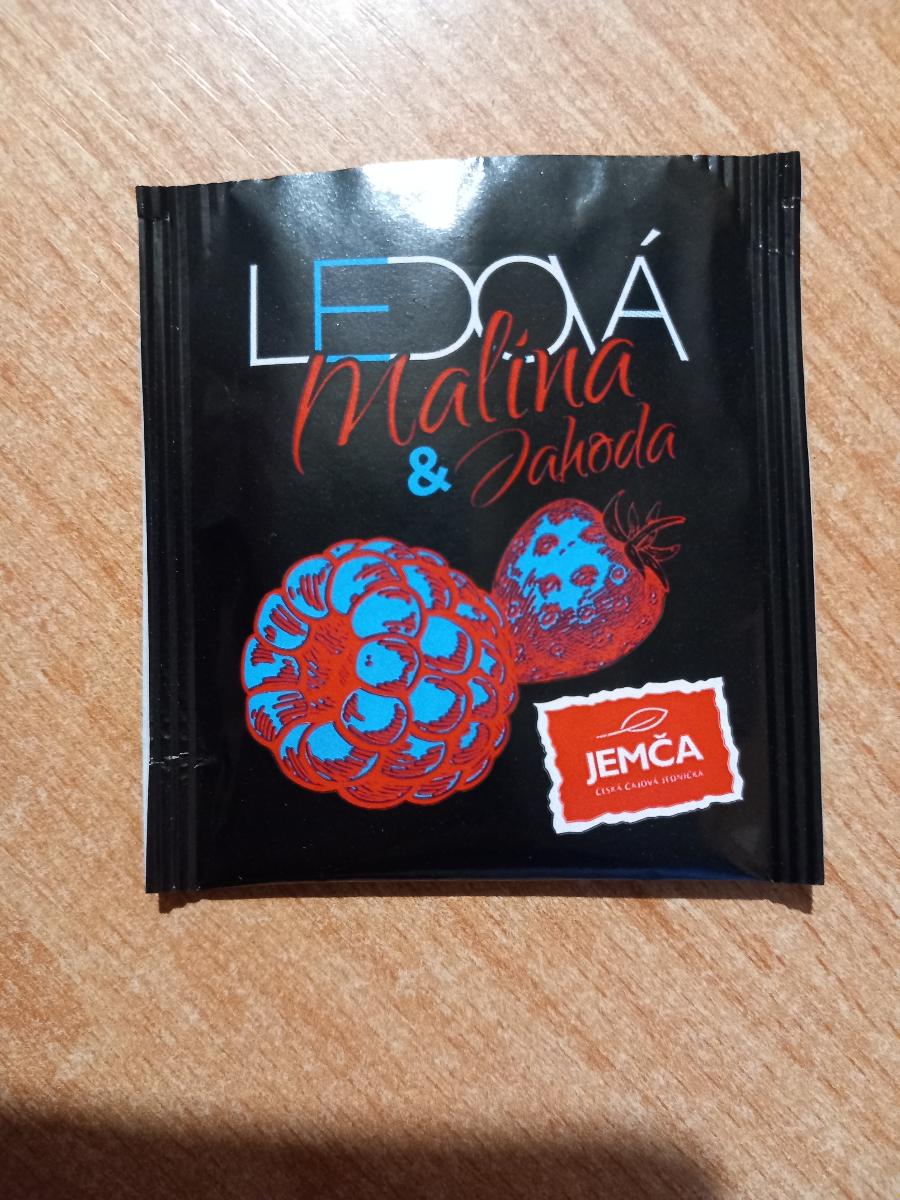 LEDOVÁ
Malina
& Jahoda
JEMČA
ČESKÁ ČAJOVÁ JEDNIČKA